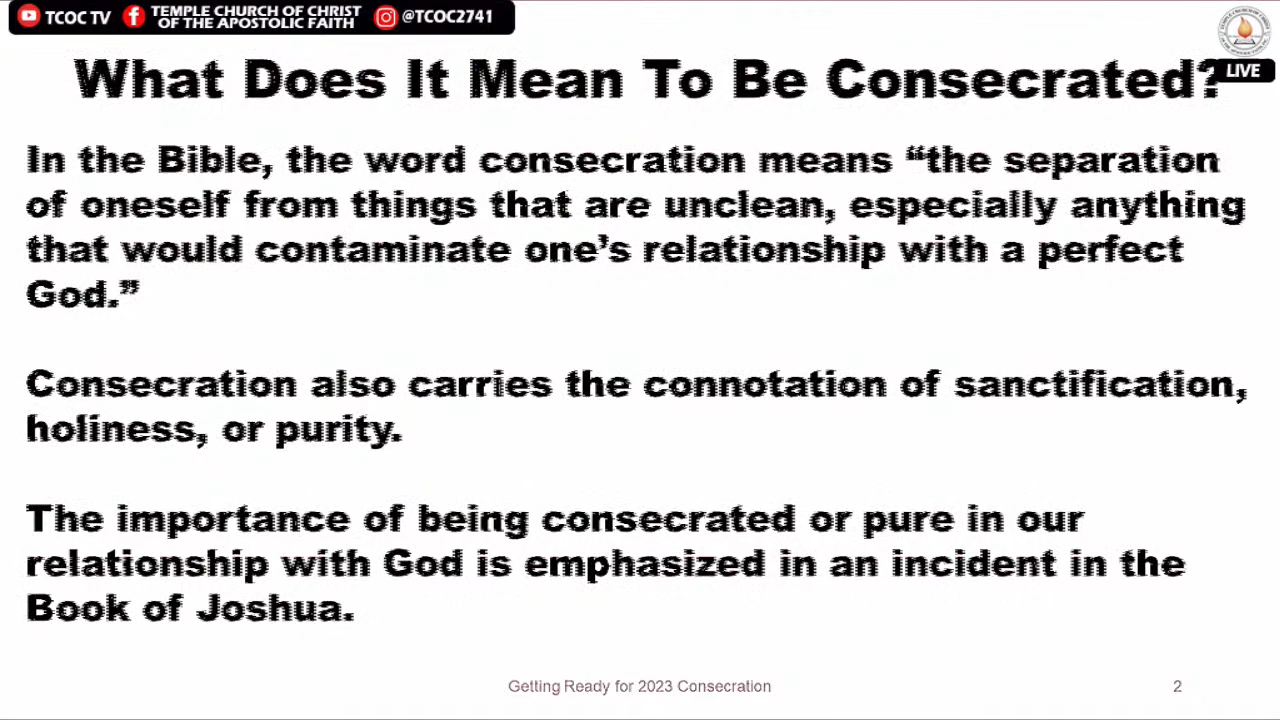 TCOC TV TEMPLE CHURCH OF CHRIST OF THE APOSTOLIC FAITH @TCOC2741
LIVE
What Does It Mean To Be Consecrated?
In the Bible, the word consecration means “the separation
of oneself from things that are unclean, especially anything
that would contaminate one’s relationship with a perfect
God.”
Consecration also carries the connotation of sanctification,
holiness, or purity.
The importance of being consecrated or pure in our
relationship with God is emphasized in an incident in the
Book of Joshua.
Getting Ready for 2023 Consecration 2